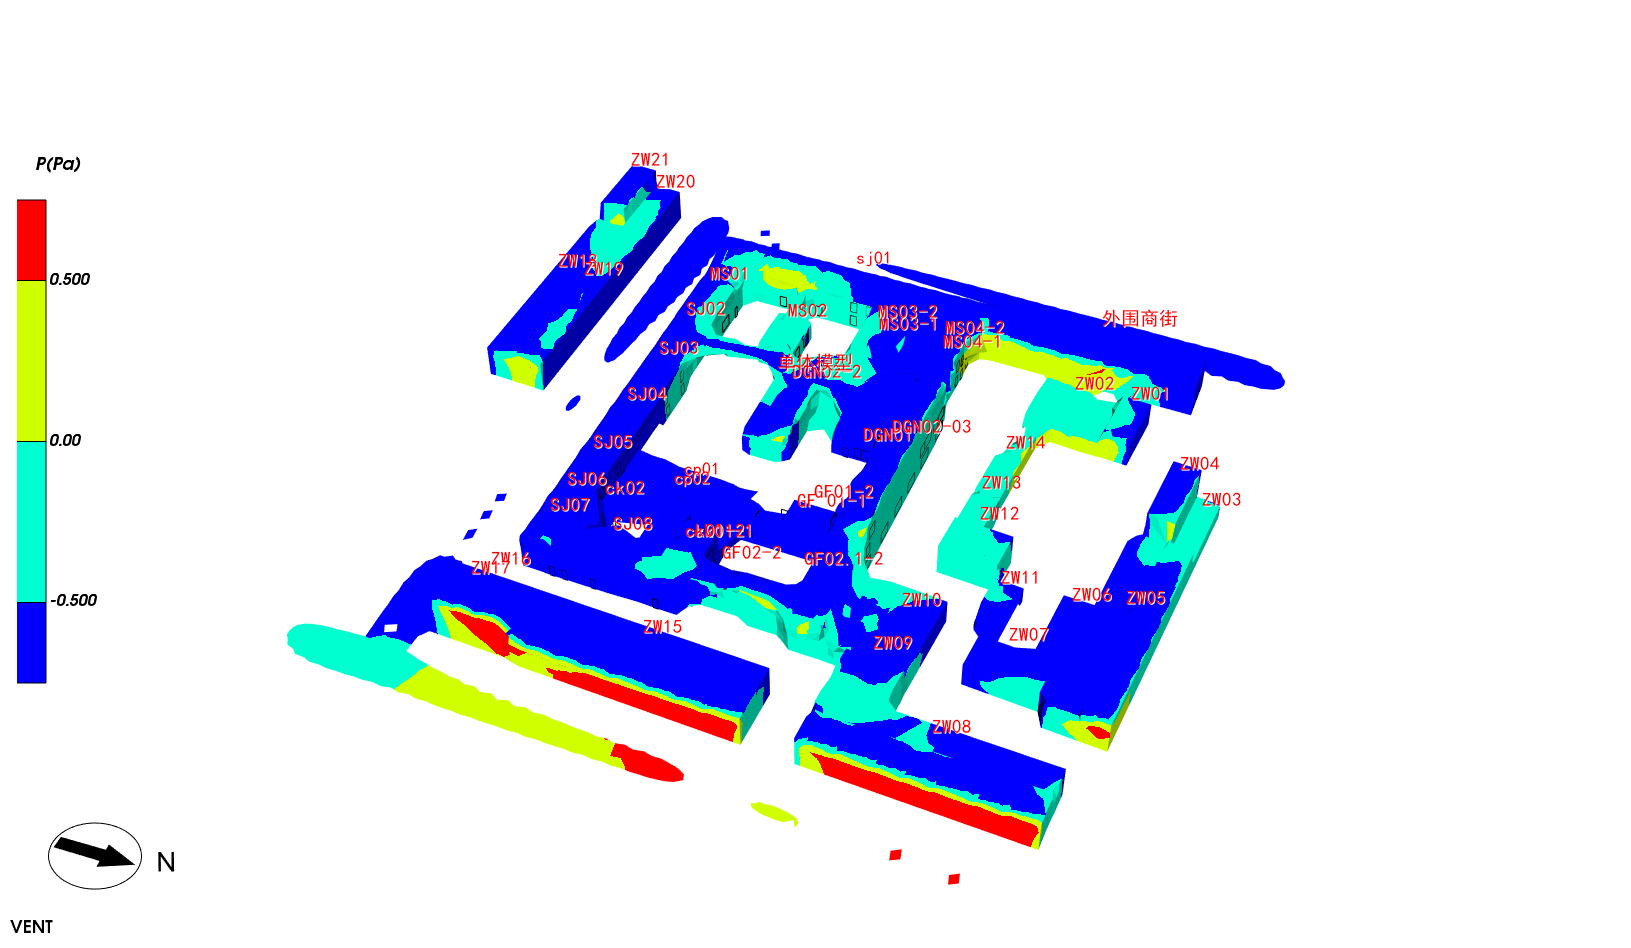 P(Pa)
0.500
0.00
-0.500
ZW21
ZW20
ZW18
ZW19
sj01
MS01
SJ02
MS02
MS03-2
MS03-1
外围商街
MS04-2
MS04-1
SJ03
单体模型
DGN02-2
ZW02
ZW01
SJ04
DGN02-03
DGN01
SJ05
ZW14
ZW04
cp01
cp02
SJ06
ck02
ZW13
GF01-2
GF 01-1
ZW03
SJ07
ZW12
SJ08
GF02-2
GF02.1-2
ZW16
ZW17
ZW11
ZW10
ZW06
ZW05
ZW15
ZW07
ZW09
ZW08
N
VENT